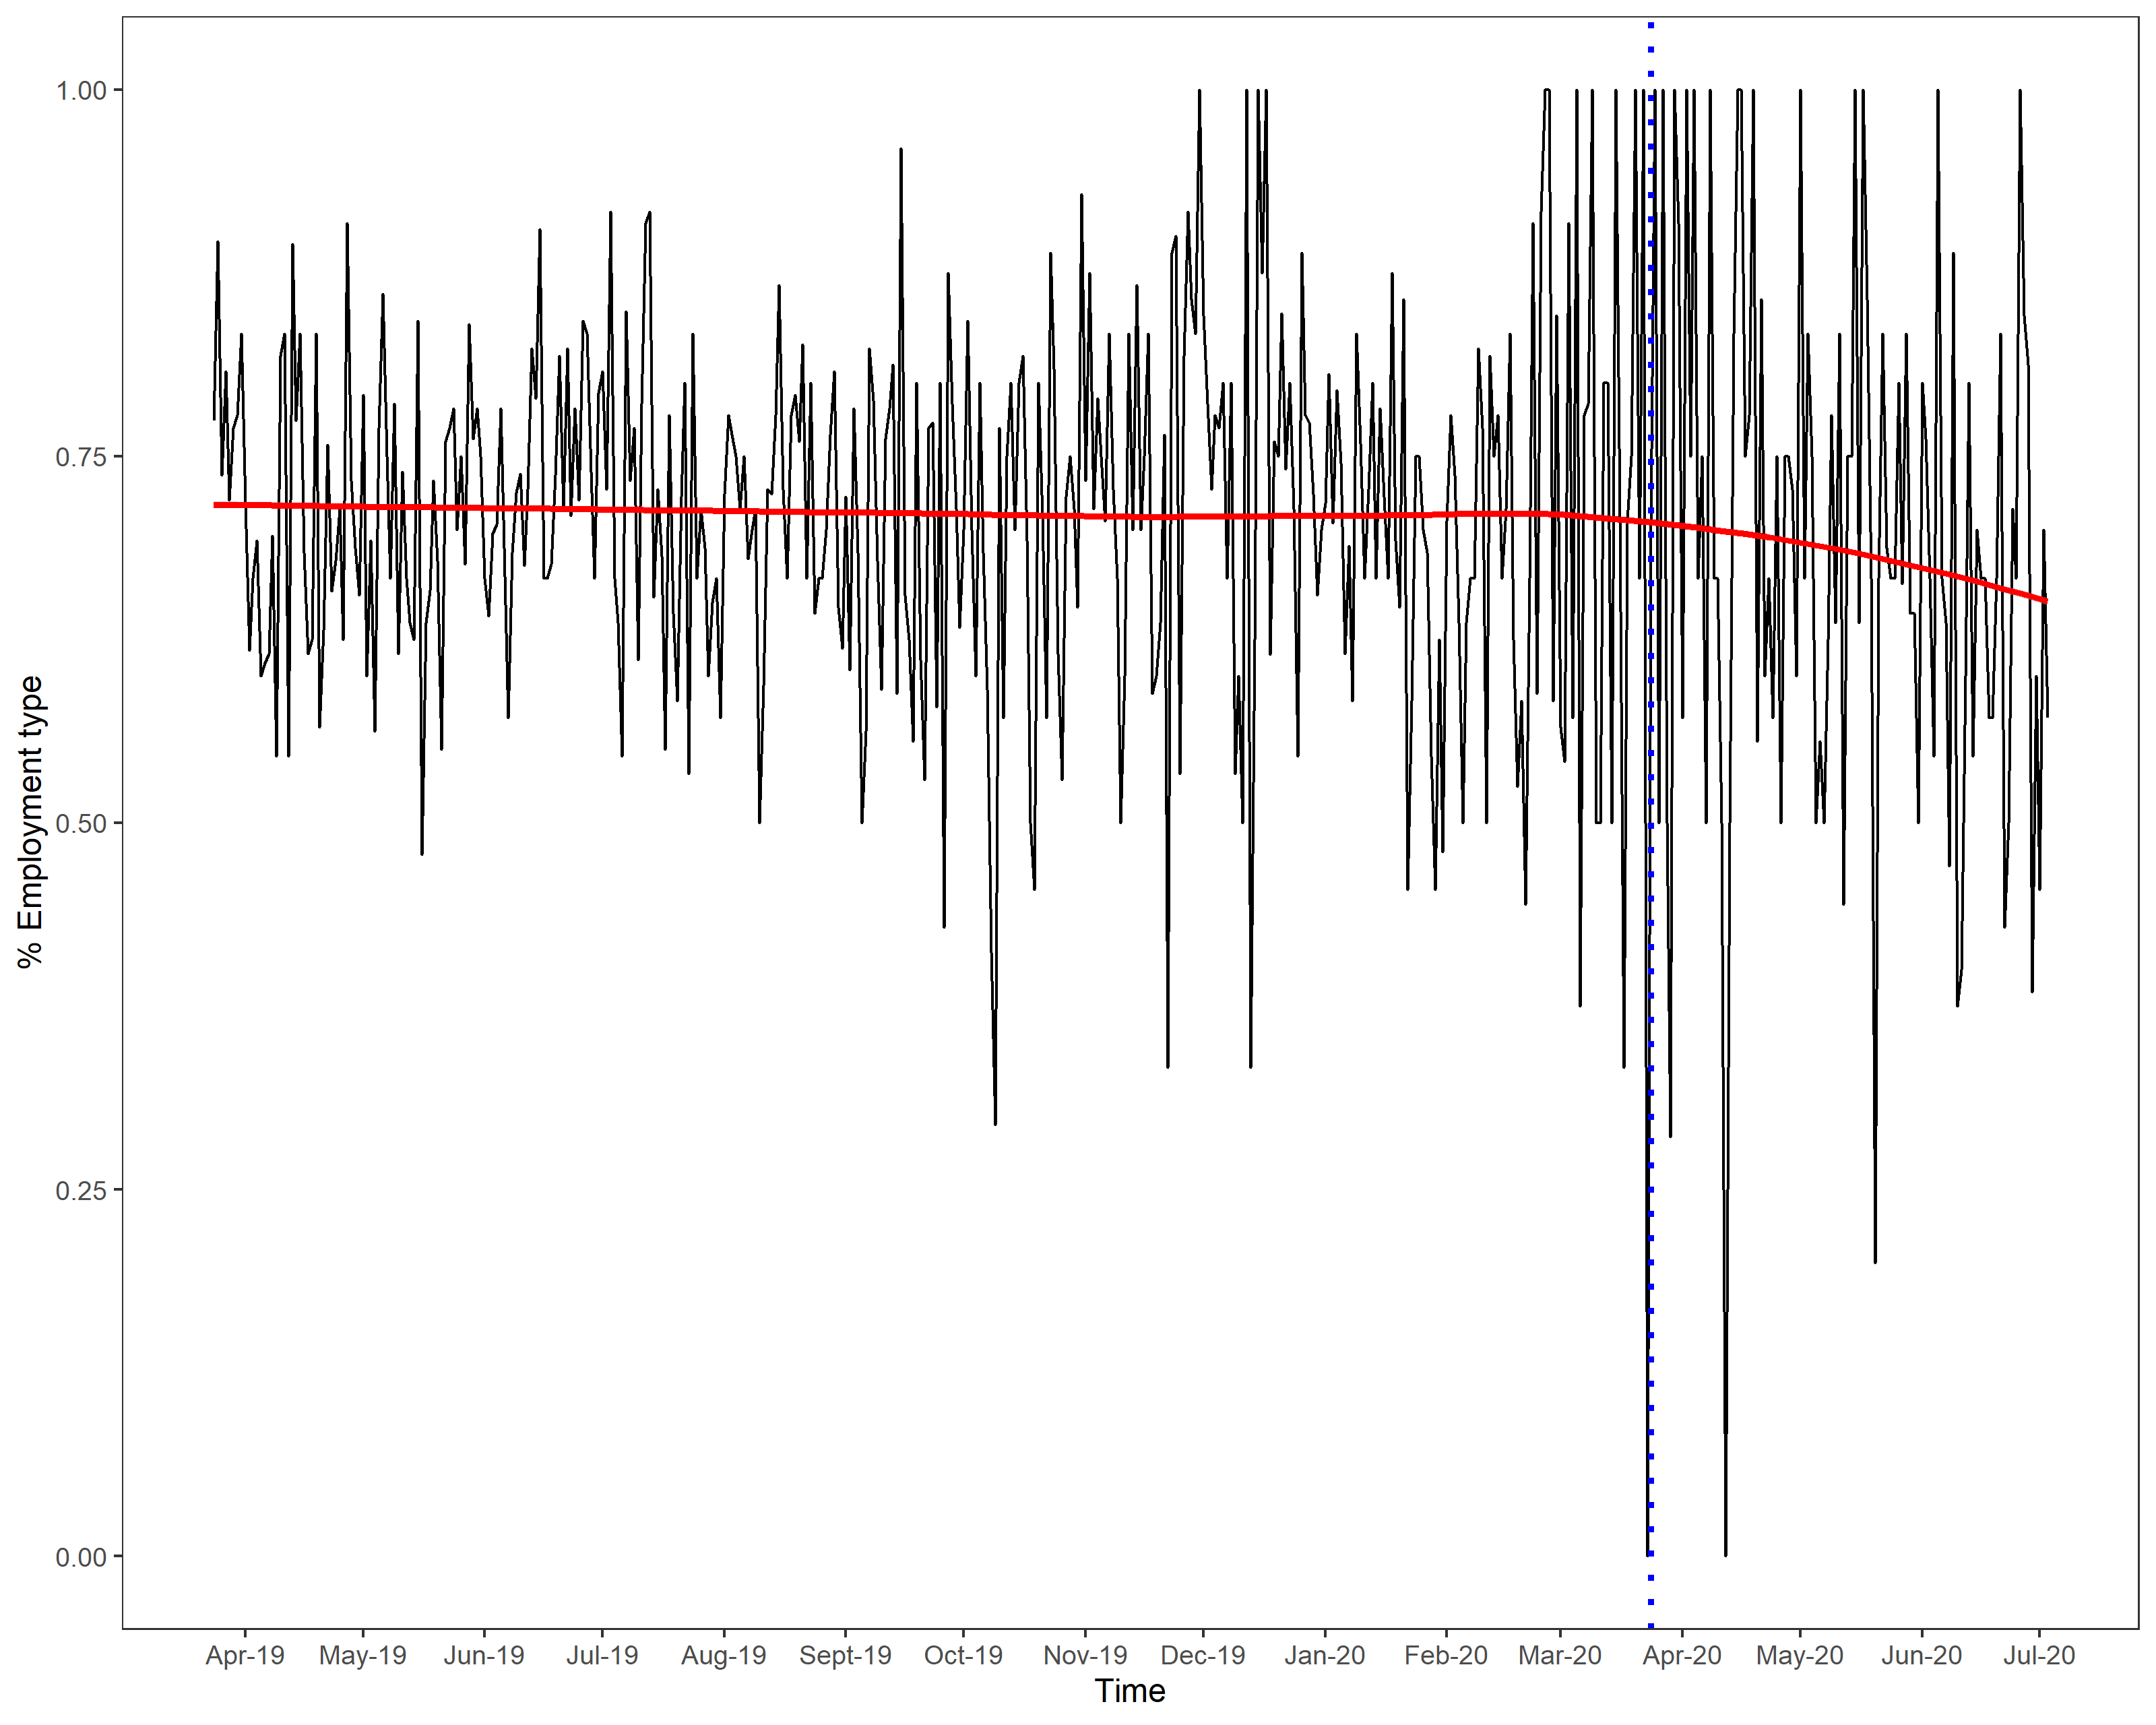 % Employment type
1.00
0.75
0.50
0.25
0.00
Apr-19 May-19 Jun-19 Jul-19 Aug-19 Sept-19 Oct-19 Nov-19 Dec-19 Jan-20 Feb-20 Mar-20 Apr-20 May-20 Jun-20 Jul-20
Time